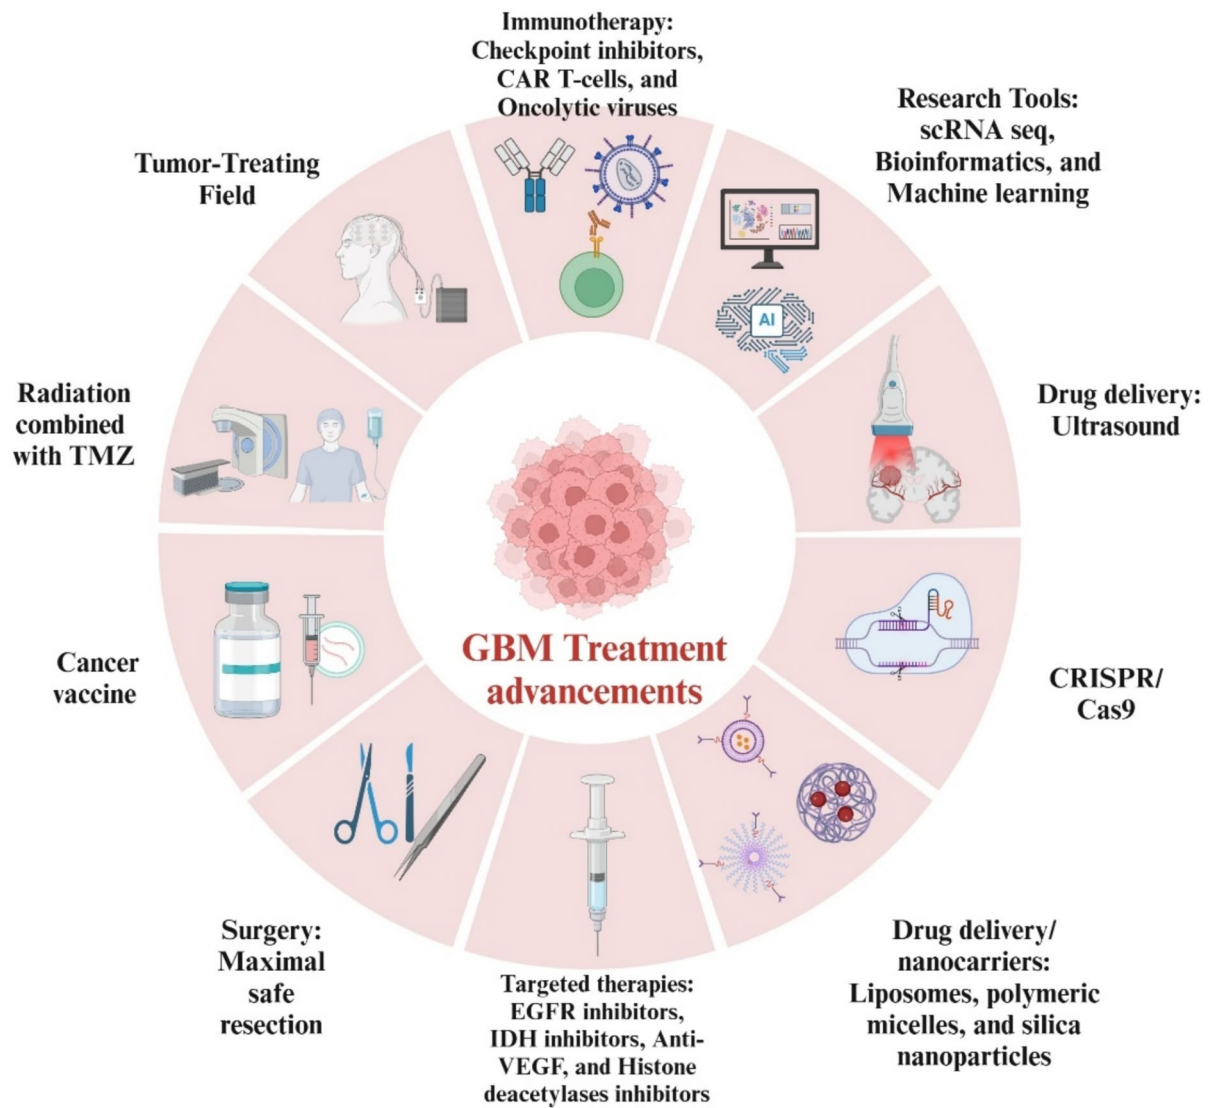 Immunotherapy:
Checkpoint inhibitors,
CAR T-cells, and
Oncolytic viruses
Research Tools:
scRNA seq,
Bioinformatics, and
Machine learning
AI
Drug delivery:
Ultrasound
CRISPR/
Cas9
Drug delivery/
nanocarriers:
Liposomes, polymeric
micelles, and silica
nanoparticles
Targeted therapies:
EGFR inhibitors,
IDH inhibitors, Anti-
VEGF, and Histone
deacetylases inhibitors
Surgery:
Maximal
safe
resection
Cancer
vaccine
Radiation
combined
with TMZ
Tumor-Treating
Field
GBM Treatment
advancements